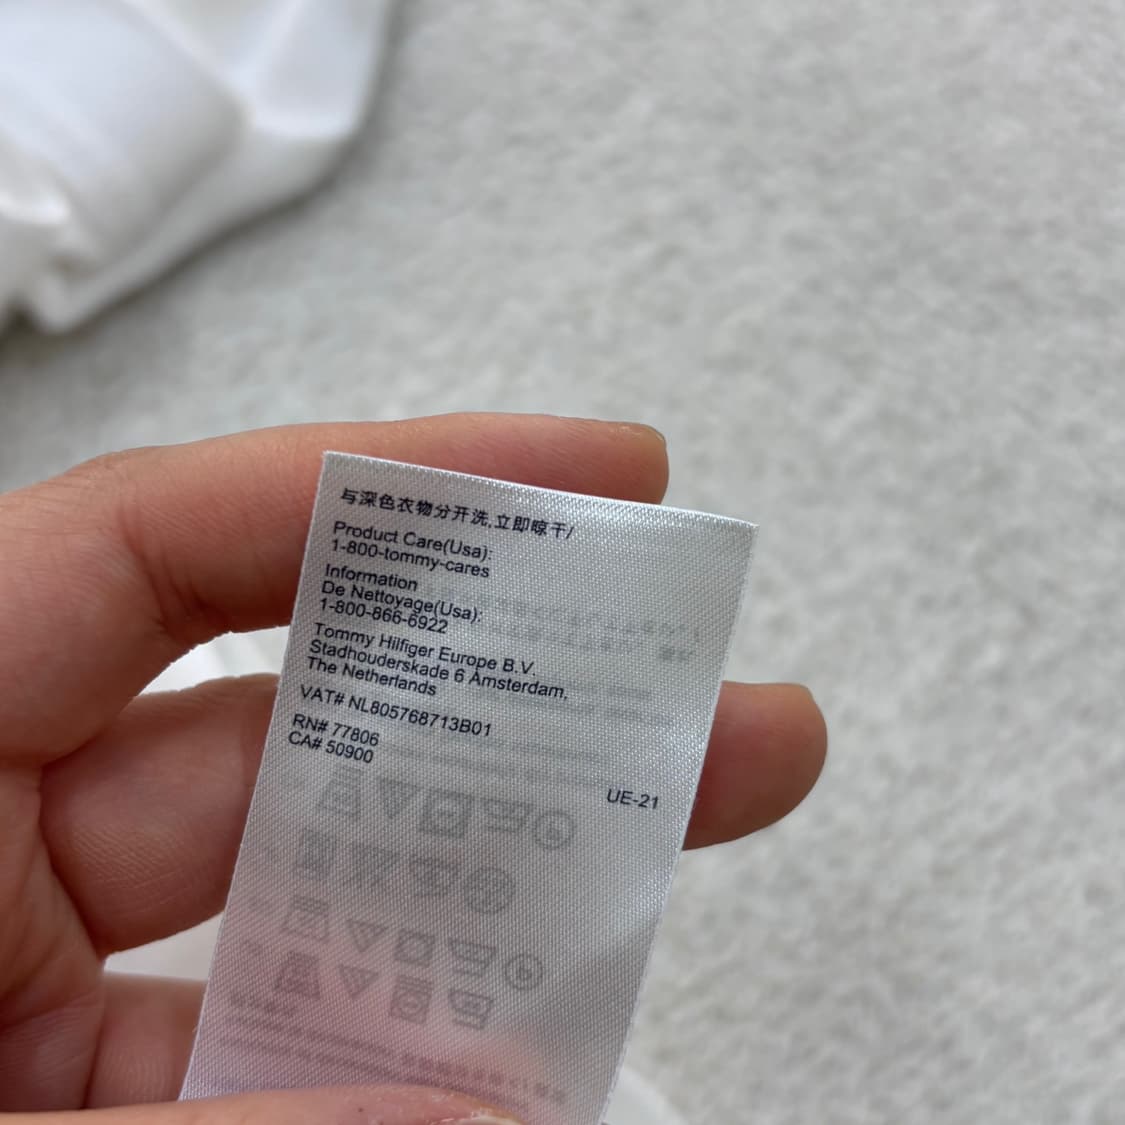 与深色衣物分开洗,立即晾干/
Product Care(Usa):
1-800-tommy-cares
Information
De Nettoyage(Usa):
1-800-866-6922
Tommy Hilfiger Europe B.V.
Stadhouderskade 6 Amsterdam,
The Netherlands
VAT# NL805768713B01
RN# 77806
CA# 50900
UE-21